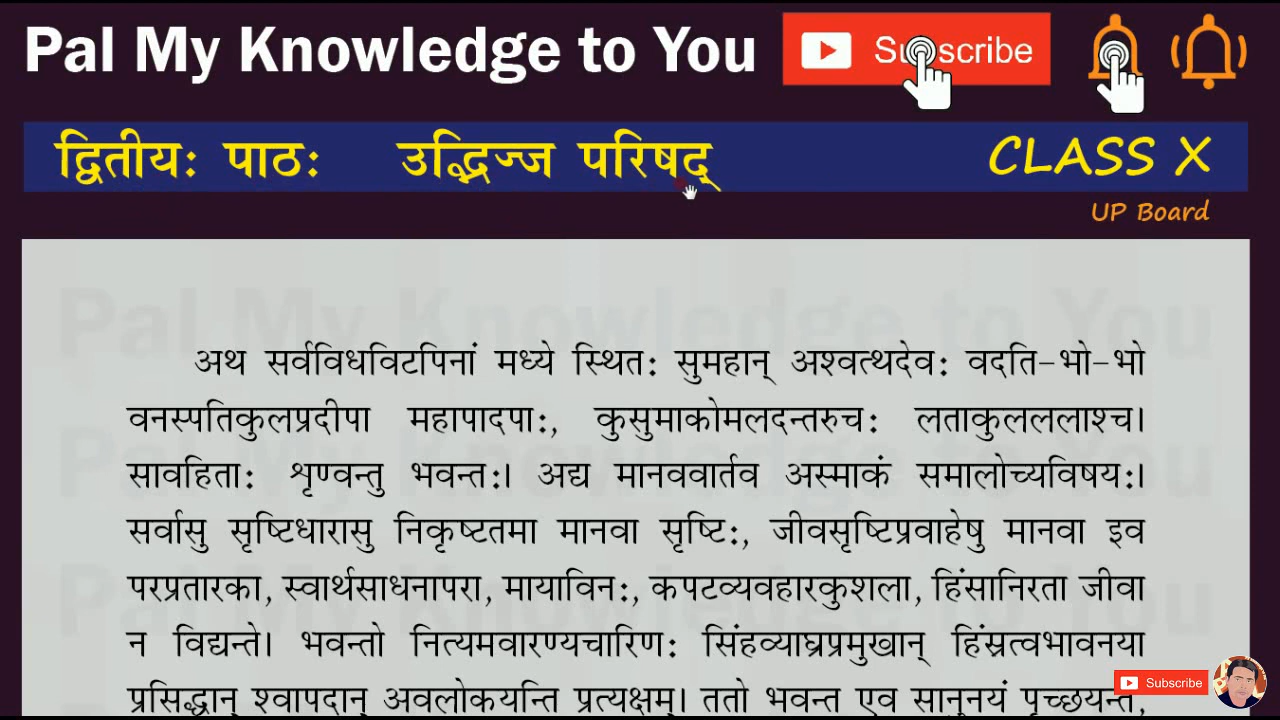 Pal My Knowledge to You Subscribe
द्वितीयः पाठः उद्भिज्ज परिषद् CLASS X
UP Board
अथ सर्वविधविटपिनां मध्ये स्थितः सुमहान् अश्वत्थदेवः वदति-भो-भो
वनस्पतिकुलप्रदीपा महापादपाः, कुसुमाकोमलदन्तरुचः लताकुलललाश्च।
सावहिताः शृण्वन्तु भवन्तः। अद्य मानववार्तव अस्माकं समालोच्यविषयः।
सर्वासु सृष्टिधारासु निकृष्टतमा मानवा सृष्टिः, जीवसृष्टिप्रवाहेषु मानवा इव
परप्रतारका, स्वार्थसाधनापरा, मायाविनः, कपटव्यवहारकुशला, हिंसानिरता जीवा
न विद्यन्ते। भवन्तो नित्यमवारण्यचारिणः सिंहव्याघ्रप्रमुखान् हिंस्रत्वभावनया
प्रसिद्धान् श्वापदान् अवलोकयन्ति प्रत्यक्षम्। ततो भवन्त एव सानुनयं पृच्छयन्त,
Subscribe